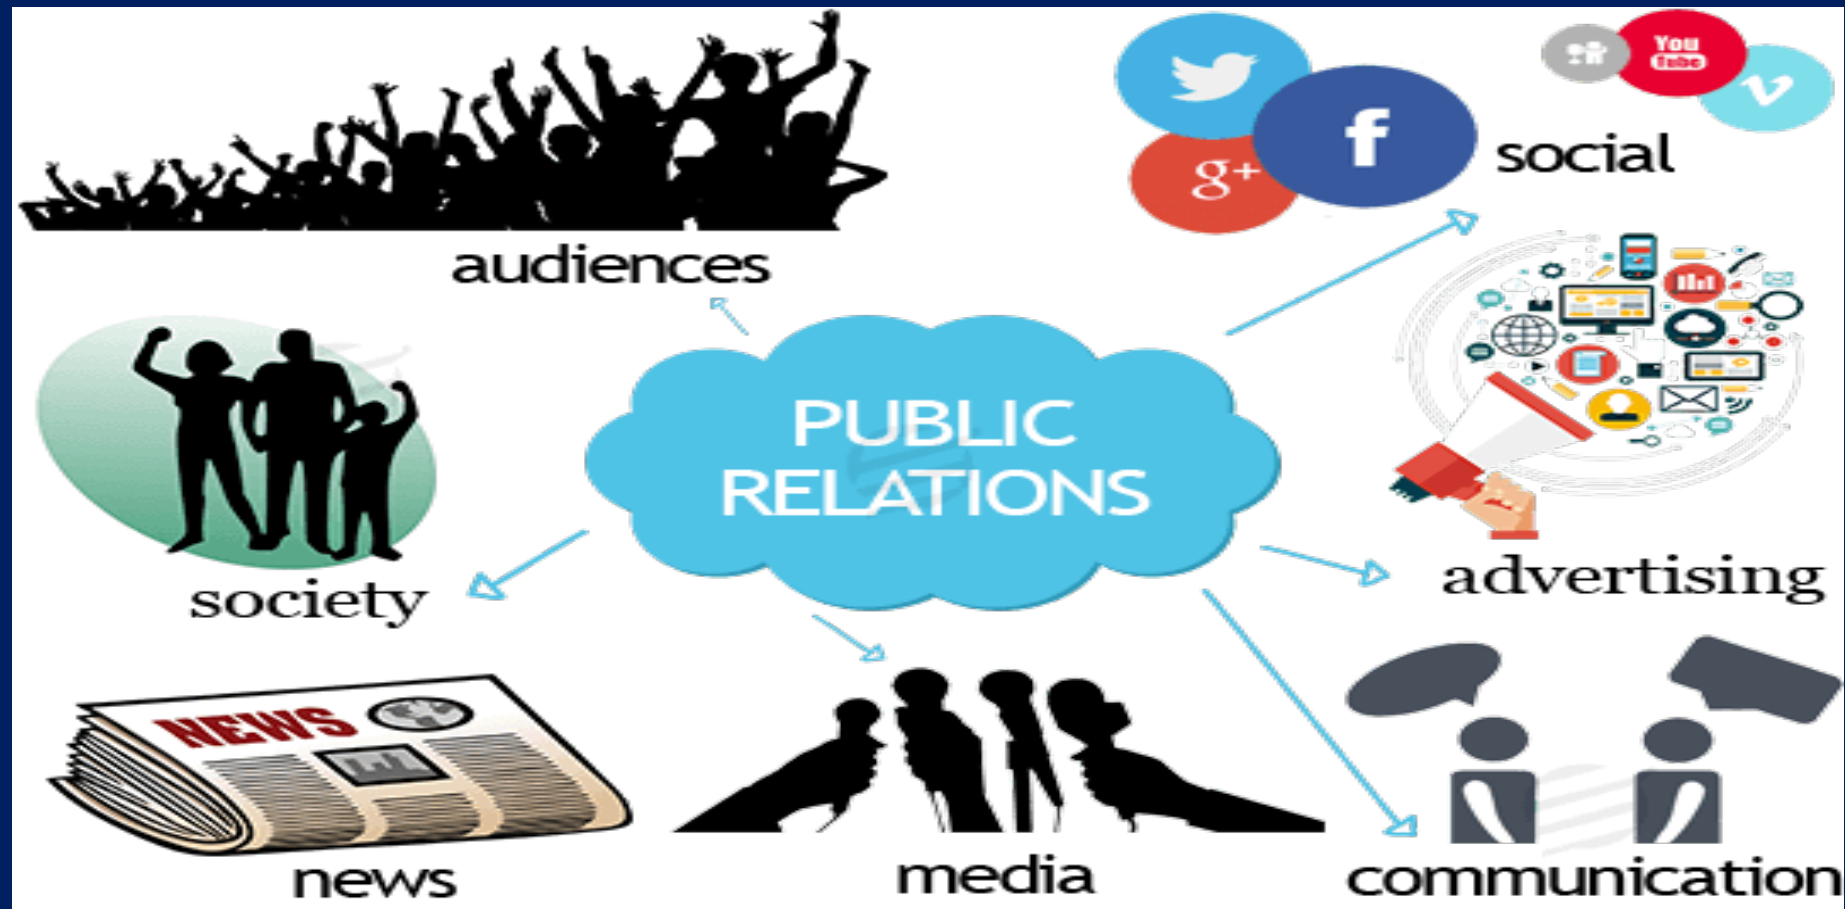 audiences
You
Tube
f
g+
social
PUBLIC
RELATIONS
society
advertising
NEWS
news
media
communication